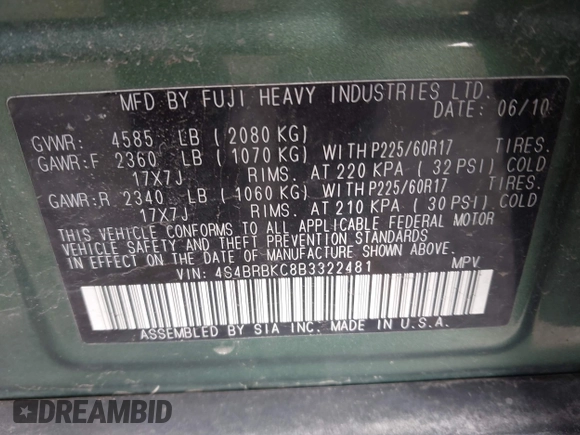 MFD BY FUJI HEAVY INDUSTRIES LTD.
DATE: 06/10
GVWR: 4585 LB ( 2080 KG)
GAWR:F 2360 LB ( 1070 KG) WITH P225/60R17 TIRES.
17X7J RIMS. AT 220 KPA ( 32 PSI) COLD
GAWR:R 2340 LB ( 1060 KG) WITH P225/60R17 TIRES.
17X7J RIMS. AT 210 KPA ( 30 PSI) COLD
THIS VEHICLE CONFORMS TO ALL APPLICABLE FEDERAL MOTOR
VEHICLE SAFETY AND THEFT PREVENTION STANDARDS
IN EFFECT ON THE DATE OF MANUFACTURE SHOWN ABOVE.
VIN: 4S4BRBKC8B3322481 MPV
ASSEMBLED BY SIA INC. MADE IN U.S.A.
DREAMBID